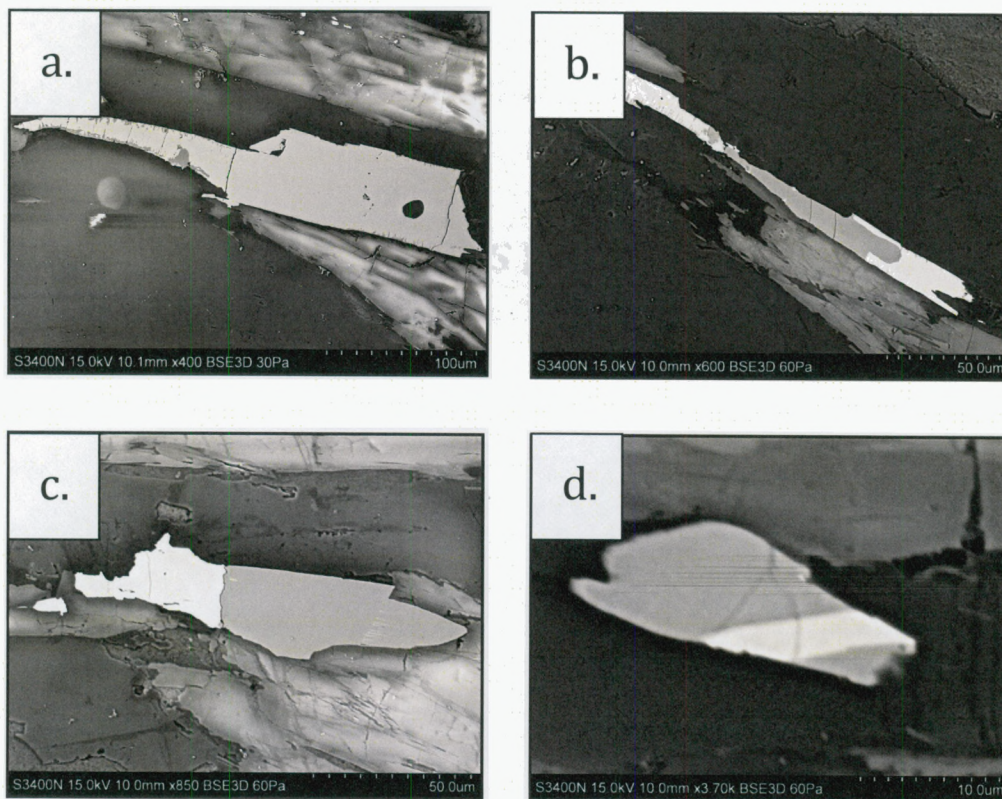 a.
b.
S3400N 15.0kV 10.1mm x400 BSE3D 30Pa
100um
S3400N 15.0kV 10.0mm x600 BSE3D 60Pa
50.0um
c.
d.
S3400N 15.0kV 10.0mm x850 BSE3D 60Pa
50.0um
S3400N 15.0kV 10.0mm x3.70k BSE3D 60Pa
10.0um